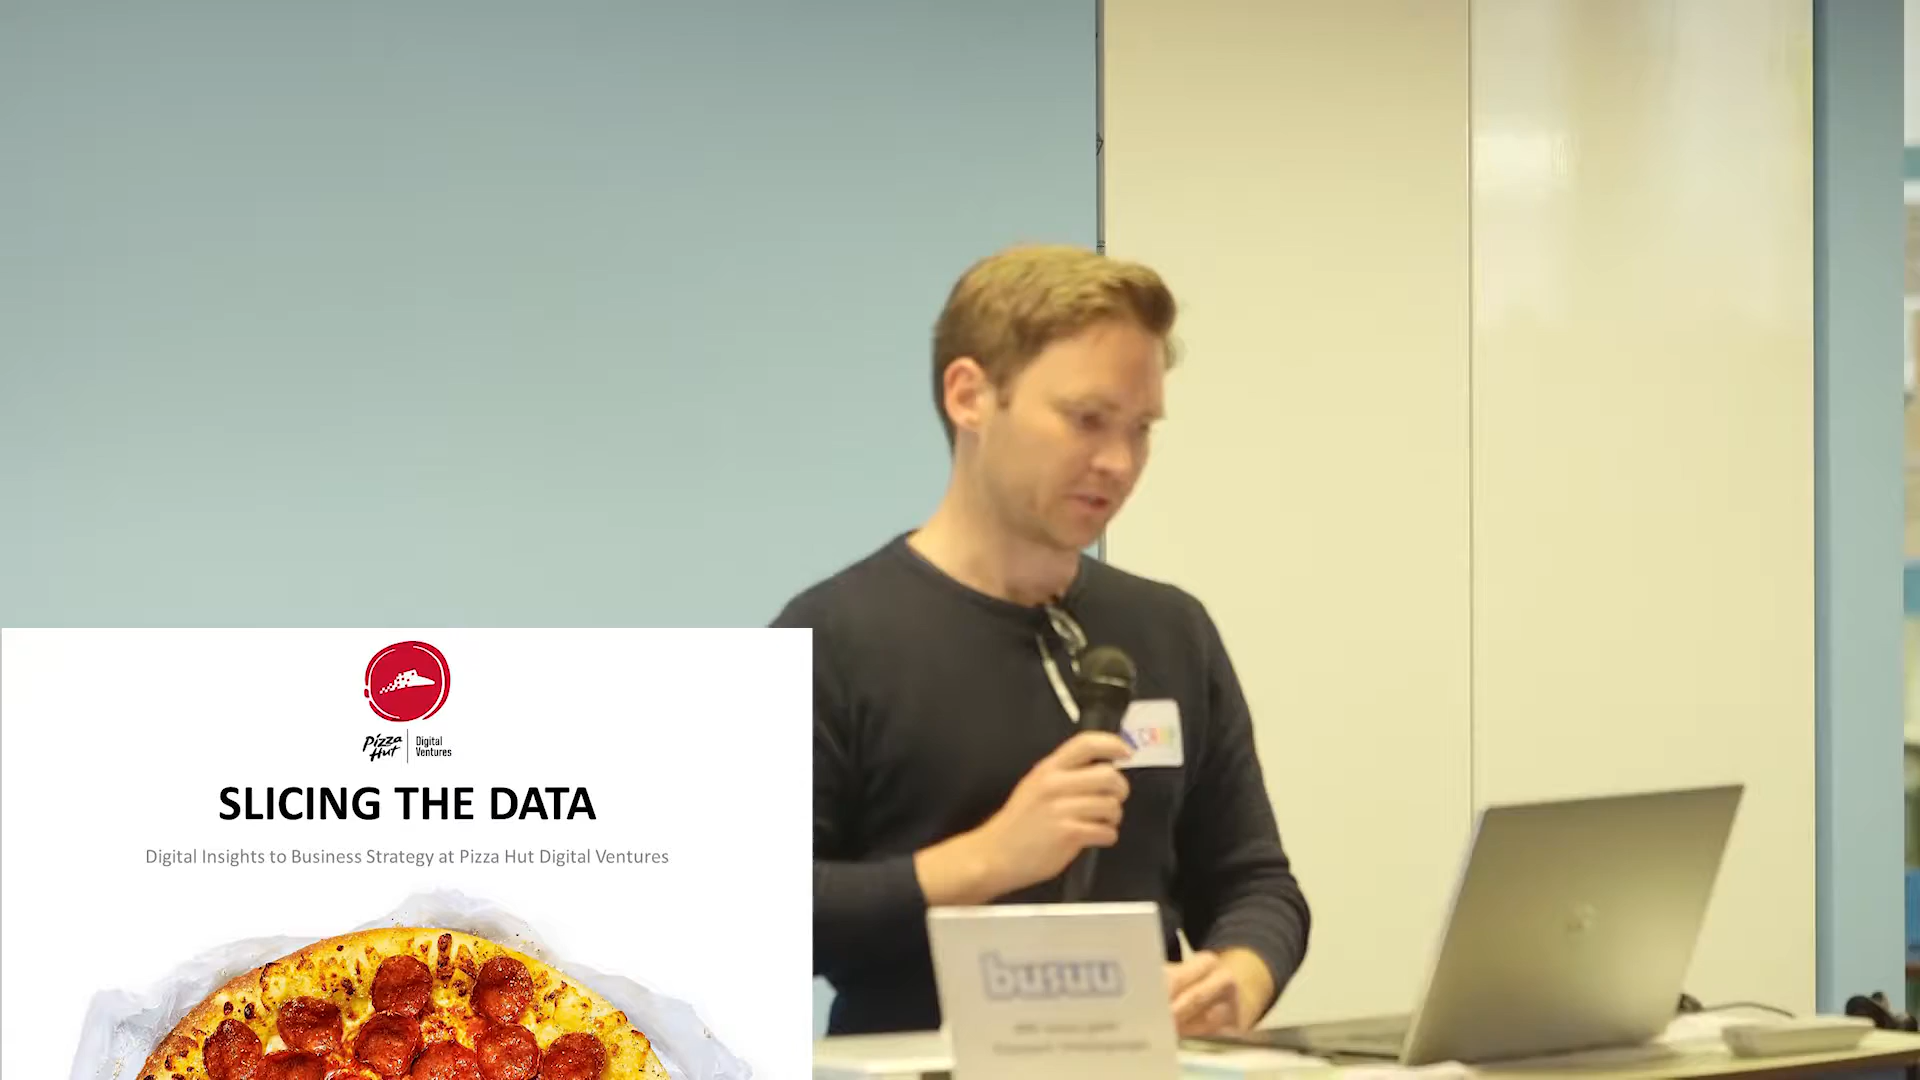 Pizza Hut | Digital Ventures
SLICING THE DATA
Digital Insights to Business Strategy at Pizza Hut Digital Ventures
busuu